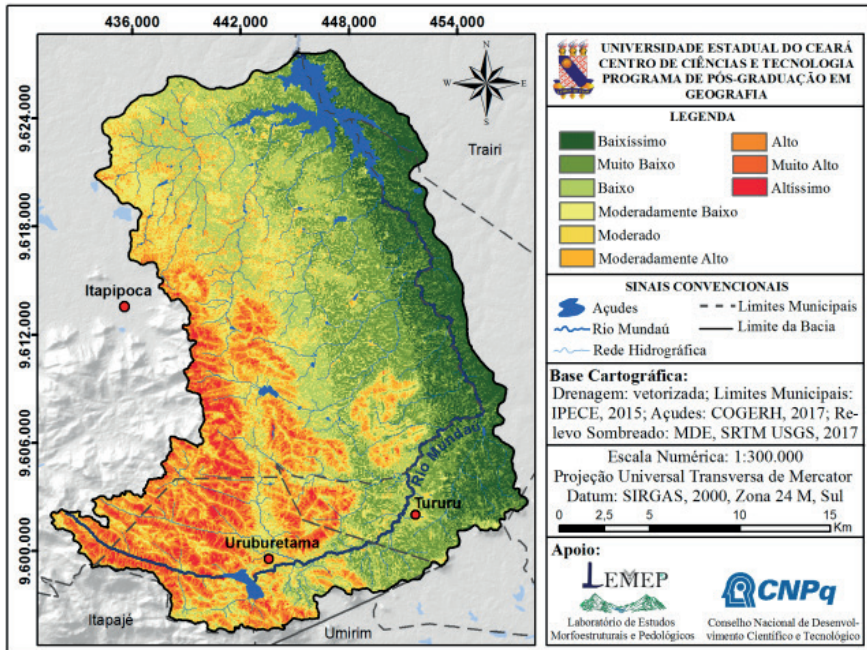 436.000 442.000 448.000 454.000
9.624.000
9.618.000
9.612.000
9.606.000
9.600.000
N
W E
S
Trairi
Itapipoca
Rio Mundaú
Tururu
Uruburetama
Itapajé
Umirim
UNIVERSIDADE ESTADUAL DO CEARÁ
CENTRO DE CIÊNCIAS E TECNOLOGIA
PROGRAMA DE PÓS-GRADUAÇÃO EM
GEOGRAFIA
LEGENDA
Baixíssimo
Muito Baixo
Baixo
Moderadamente Baixo
Moderado
Moderadamente Alto
Alto
Muito Alto
Altíssimo
SINAIS CONVENCIONAIS
Açudes
Rio Mundaú
Rede Hidrográfica
Limites Municipais
Limite da Bacia
Base Cartográfica:
Drenagem: vetorizada; Limites Municipais:
IPECE, 2015; Açudes: COGERH, 2017; Re-
levo Sombreado: MDE, SRTM USGS, 2017
Escala Numérica: 1:300.000
Projeção Universal Transversa de Mercator
Datum: SIRGAS, 2000, Zona 24 M, Sul
0 2,5 5 10 15
Km
Apoio:
LEMEP
Laboratório de Estudos
Morfoestruturais e Pedológicos
CNPq
Conselho Nacional de Desenvol-
vimento Científico e Tecnológico